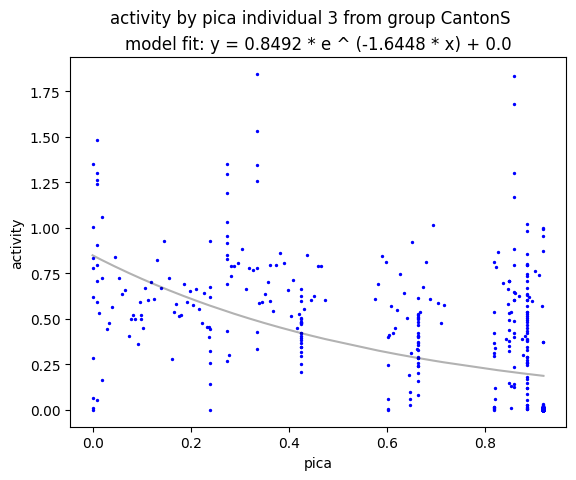 activity by pica individual 3 from group CantonS
model fit: y = 0.8492 * e ^ (-1.6448 * x) + 0.0
activity
1.75
1.50
1.25
1.00
0.75
0.50
0.25
0.00
0.0 0.2 0.4 0.6 0.8
pica